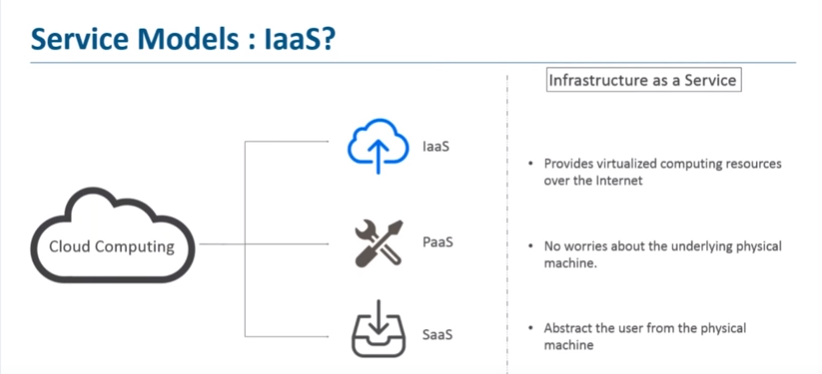 Service Models : IaaS?
Cloud Computing
IaaS
PaaS
SaaS
Infrastructure as a Service
• Provides virtualized computing resources
over the Internet
• No worries about the underlying physical
machine.
• Abstract the user from the physical
machine